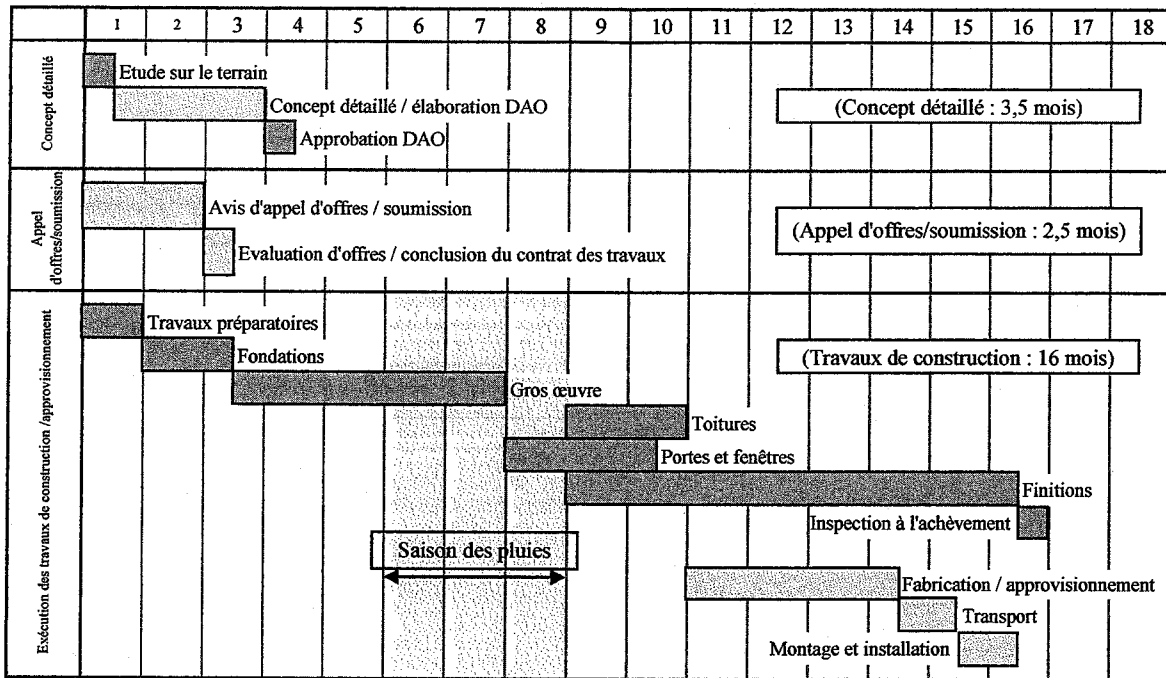 1 2 3 4 5 6 7 8 9 10 11 12 13 14 15 16 17 18
Concept détaillé
Etude sur le terrain
Concept détaillé / élaboration DAO
(Concept détaillé : 3,5 mois)
Approbation DAO
Appel
d'offres/soumission
Avis d'appel d'offres / soumission
(Appel d'offres/soumission : 2,5 mois)
Evaluation d'offres / conclusion du contrat des travaux
Exécution des travaux de construction /approvisionnement
Travaux préparatoires
Fondations
(Travaux de construction : 16 mois)
Gros œuvre
Toitures
Portes et fenêtres
Finitions
Inspection à l'achèvement
Saison des pluies
Fabrication / approvisionnement
Transport
Montage et installation